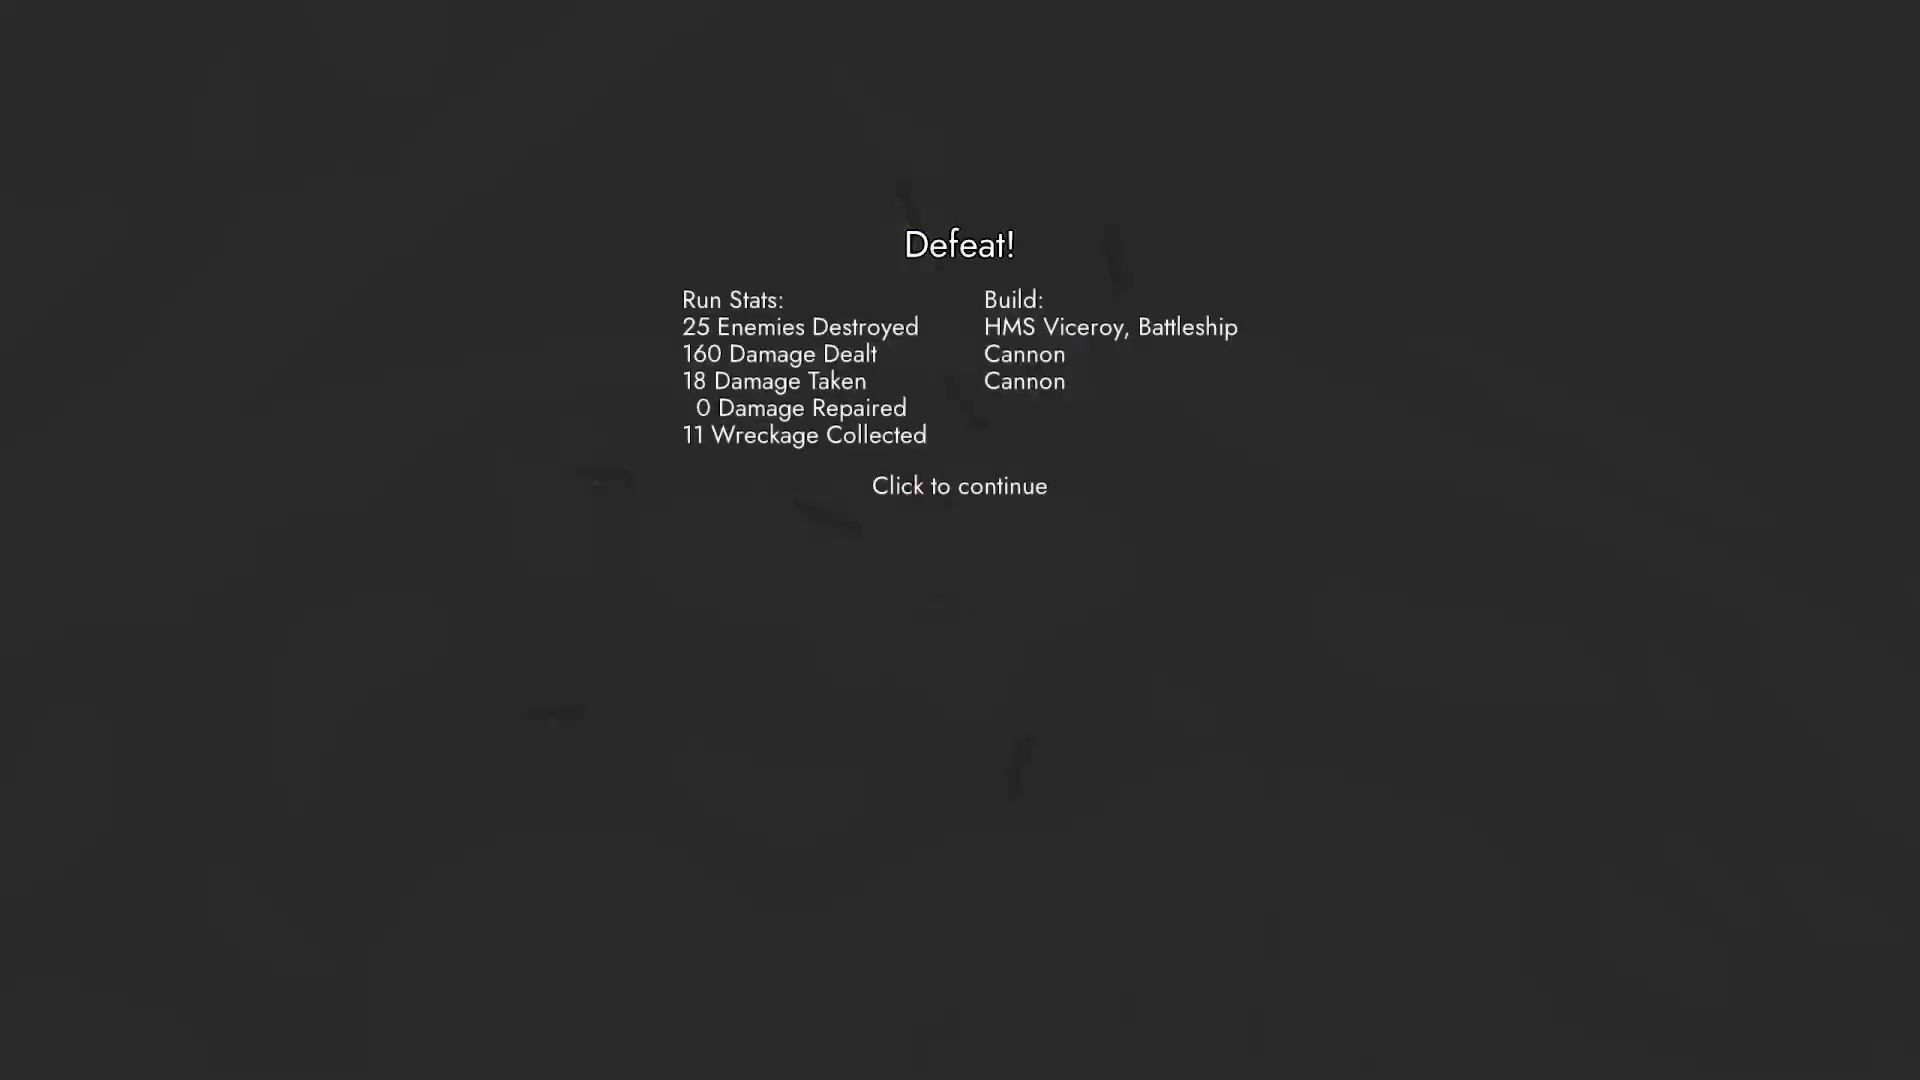 Defeat!
Run Stats:
25 Enemies Destroyed
160 Damage Dealt
18 Damage Taken
0 Damage Repaired
11 Wreckage Collected
Build:
HMS Viceroy, Battleship
Cannon
Cannon
Click to continue